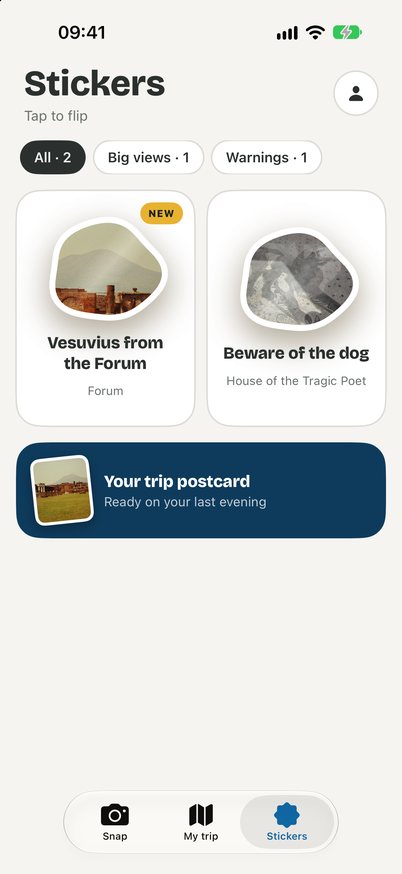 09:41
Stickers
Tap to flip
All · 2
Big views · 1
Warnings · 1
NEW
Vesuvius from
the Forum
Forum
Beware of the dog
House of the Tragic Poet
Your trip postcard
Ready on your last evening
Snap
My trip
Stickers